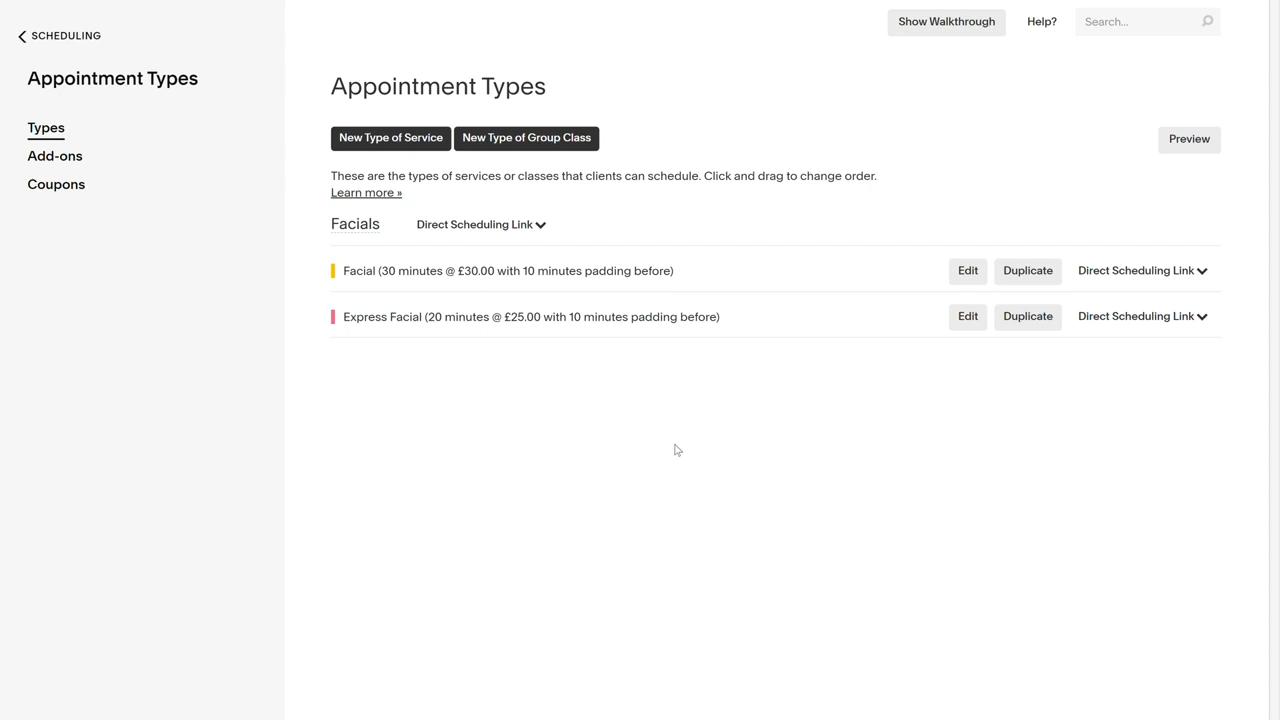 SCHEDULING
Appointment Types
Types
Add-ons
Coupons
Show Walkthrough
Help?
Search...
Appointment Types
New Type of Service
New Type of Group Class
Preview
These are the types of services or classes that clients can schedule. Click and drag to change order.
Learn more »
Facials
Direct Scheduling Link
Facial (30 minutes @ £30.00 with 10 minutes padding before)
Edit
Duplicate
Direct Scheduling Link
Express Facial (20 minutes @ £25.00 with 10 minutes padding before)
Edit
Duplicate
Direct Scheduling Link